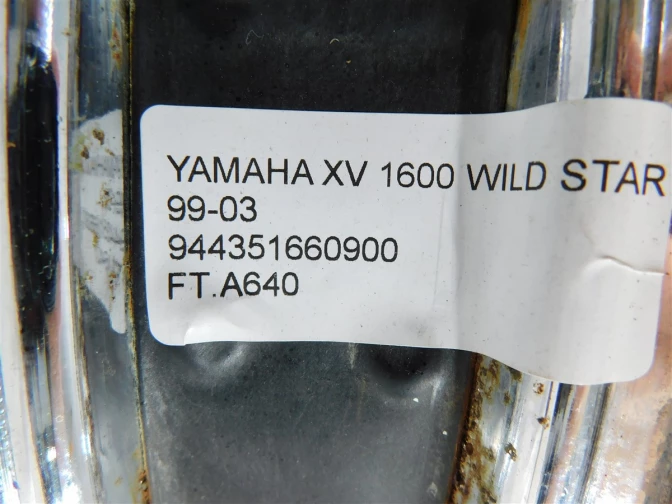 YAMAHA XV 1600 WILD STAR
99-03
944351660900
FT.A640